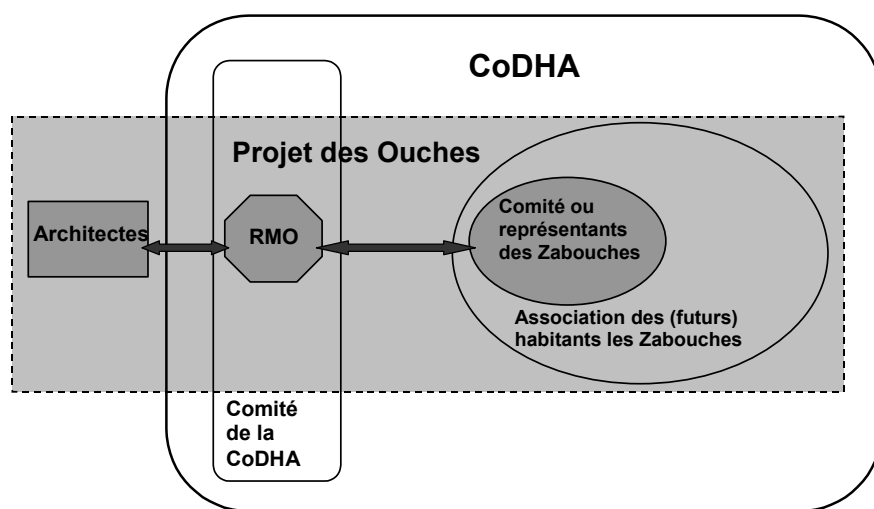 CoDHA
Projet des Ouches
Architectes
RMO
Comité ou
représentants
des Zabouches
Association des (futurs)
habitants les Zabouches
Comité
de la
CoDHA